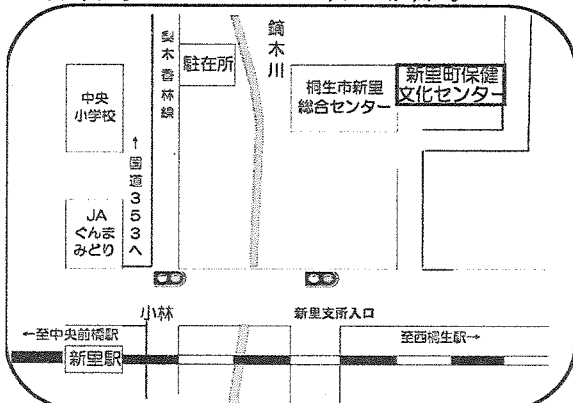 梨木香林線
駐在所
鏑木川
桐生市新里
総合センター
新里町保健
文化センター
中央
小学校
↑国道353へ
JA
ぐんま
みどり
小林
新里支所入口
←至中央前橋駅
至西桐生駅→
新里駅